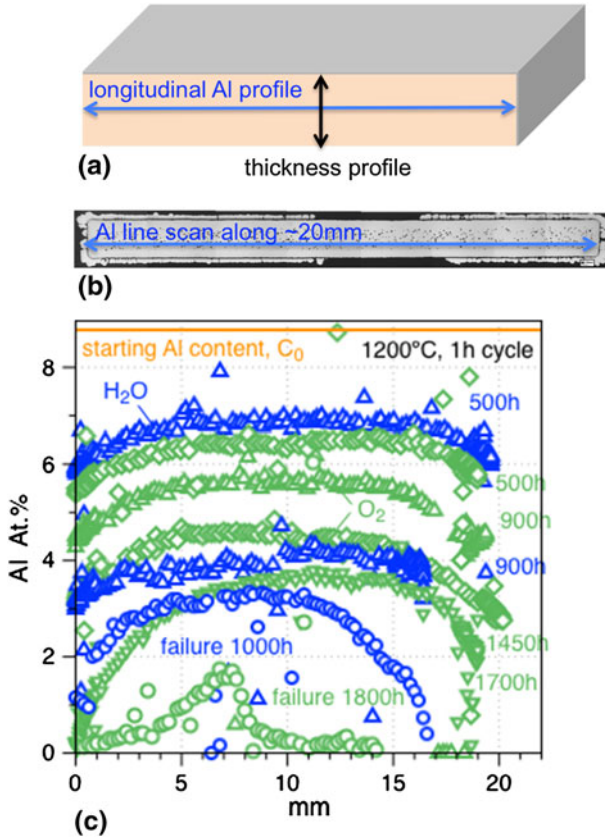 longitudinal Al profile
(a)
thickness profile
Al line scan along ~20mm
(b)
8
6
4
2
0
Al At.%
starting Al content, C₀
1200°C, 1h cycle
H₂O
500h
500h
O₂
900h
900h
1450h
failure 1000h
1700h
failure 1800h
0
5
10
15
20
mm
(c)